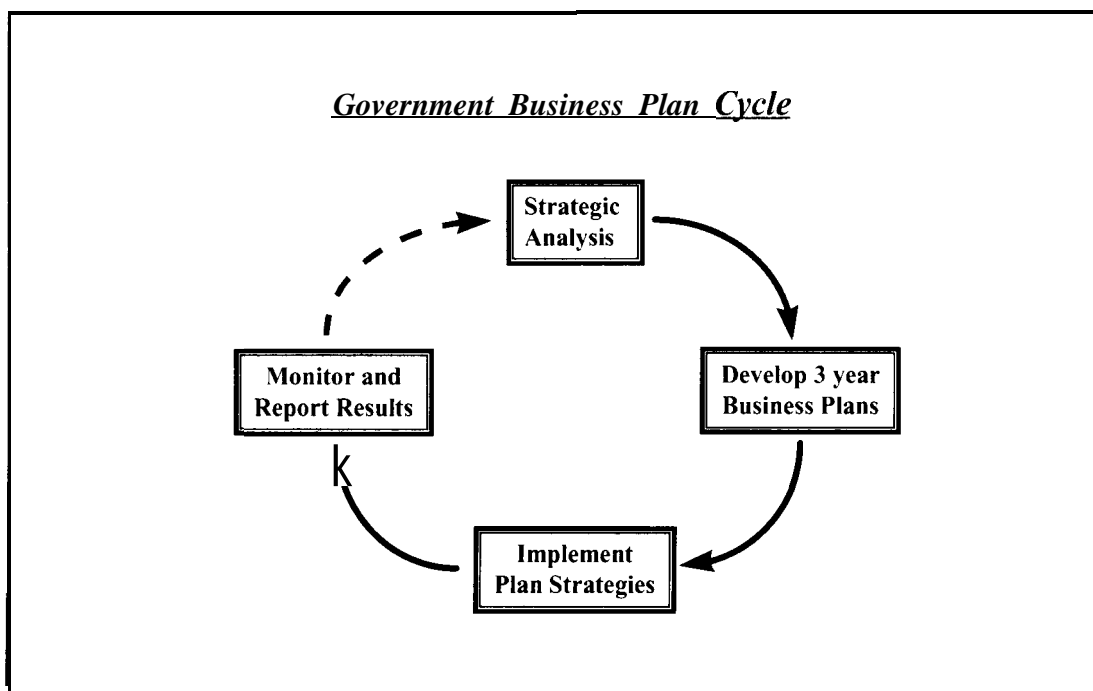 Government Business Plan Cycle
Strategic
Analysis
Develop 3 year
Business Plans
Implement
Plan Strategies
Monitor and
Report Results
k